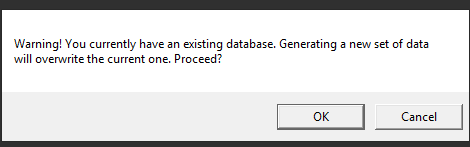 Warning! You currently have an existing database. Generating a new set of data
will overwrite the current one. Proceed?
OK
Cancel